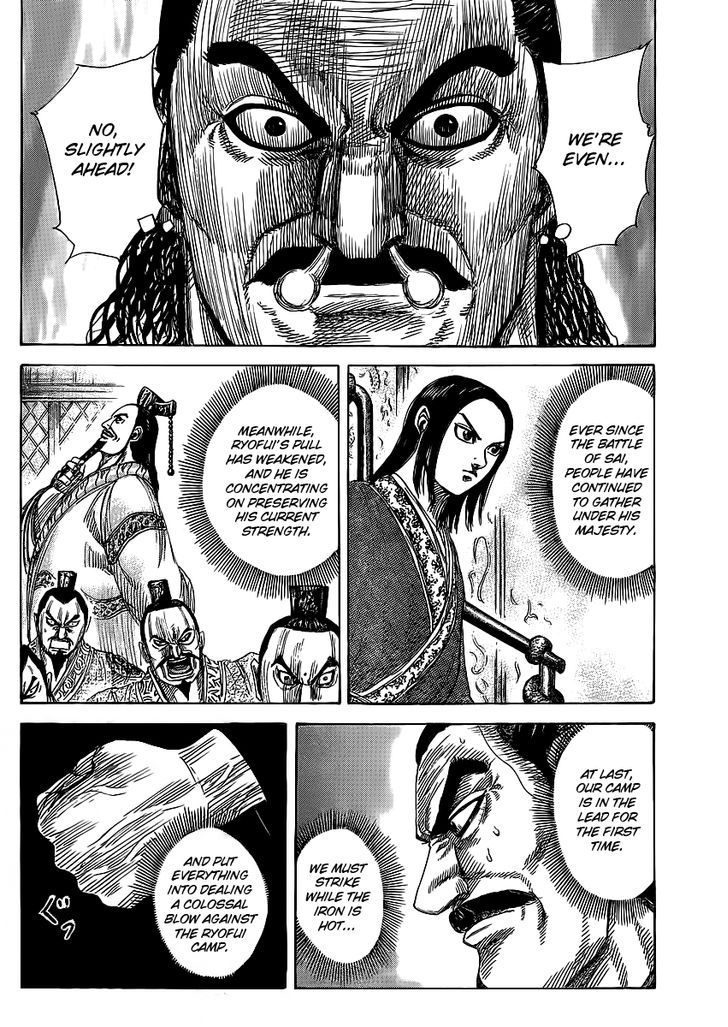 WE'RE
EVEN...
NO,
SLIGHTLY
AHEAD!
EVER SINCE
THE BATTLE
OF SAI,
PEOPLE HAVE
CONTINUED
TO GATHER
UNDER HIS
MAJESTY.
MEANWHILE,
RYOFUI'S PULL
HAS WEAKENED,
AND HE IS
CONCENTRATING
ON PRESERVING
HIS CURRENT
STRENGTH.
AT LAST,
OUR CAMP
IS IN THE
LEAD FOR
THE FIRST
TIME.
WE MUST
STRIKE
WHILE THE
IRON IS
HOT...
AND PUT
EVERYTHING
INTO DEALING
A COLOSSAL
BLOW AGAINST
THE RYOFUI
CAMP.
ぐっ